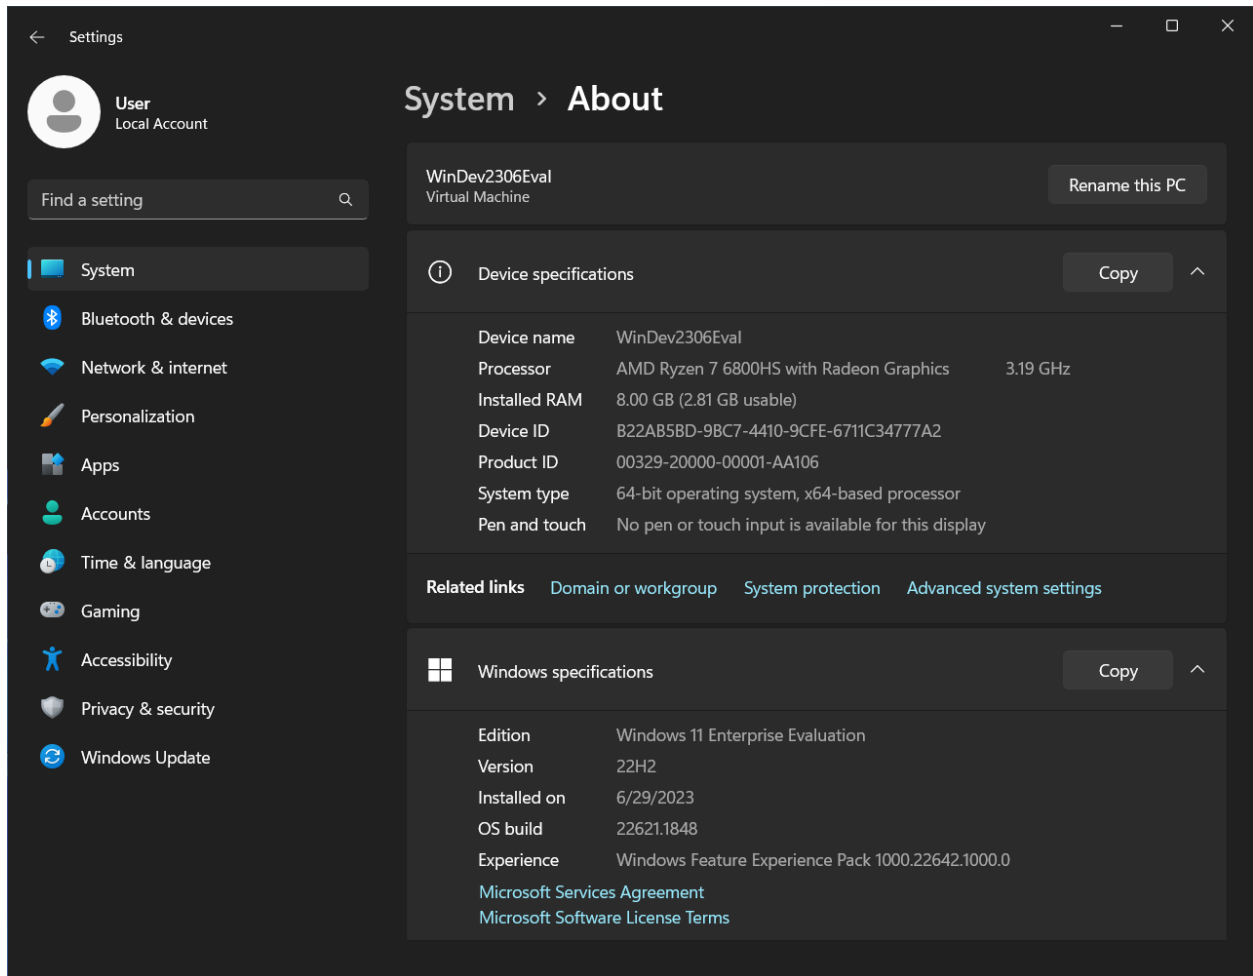 Settings
User
Local Account
Find a setting
System
Bluetooth & devices
Network & internet
Personalization
Apps
Accounts
Time & language
Gaming
Accessibility
Privacy & security
Windows Update
System > About
WinDev2306Eval
Virtual Machine
Rename this PC
Device specifications
Copy
Device name WinDev2306Eval
Processor AMD Ryzen 7 6800HS with Radeon Graphics 3.19 GHz
Installed RAM 8.00 GB (2.81 GB usable)
Device ID B22AB5BD-9BC7-4410-9CFE-6711C34777A2
Product ID 00329-20000-00001-AA106
System type 64-bit operating system, x64-based processor
Pen and touch No pen or touch input is available for this display
Related links Domain or workgroup System protection Advanced system settings
Windows specifications
Copy
Edition Windows 11 Enterprise Evaluation
Version 22H2
Installed on 6/29/2023
OS build 22621.1848
Experience Windows Feature Experience Pack 1000.22642.1000.0
Microsoft Services Agreement
Microsoft Software License Terms